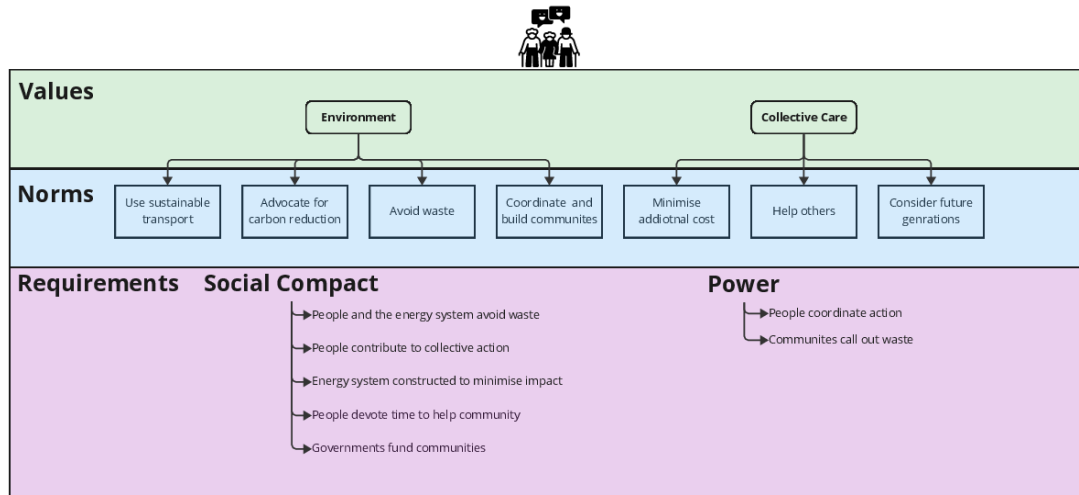 Values
Environment
Collective Care
Norms
Use sustainable
transport
Advocate for
carbon reduction
Avoid waste
Coordinate and
build communites
Minimise
addiotnal cost
Help others
Consider future
genrations
Requirements
Social Compact
People and the energy system avoid waste
People contribute to collective action
Energy system constructed to minimise impact
People devote time to help community
Governments fund communities
Power
People coordinate action
Communites call out waste